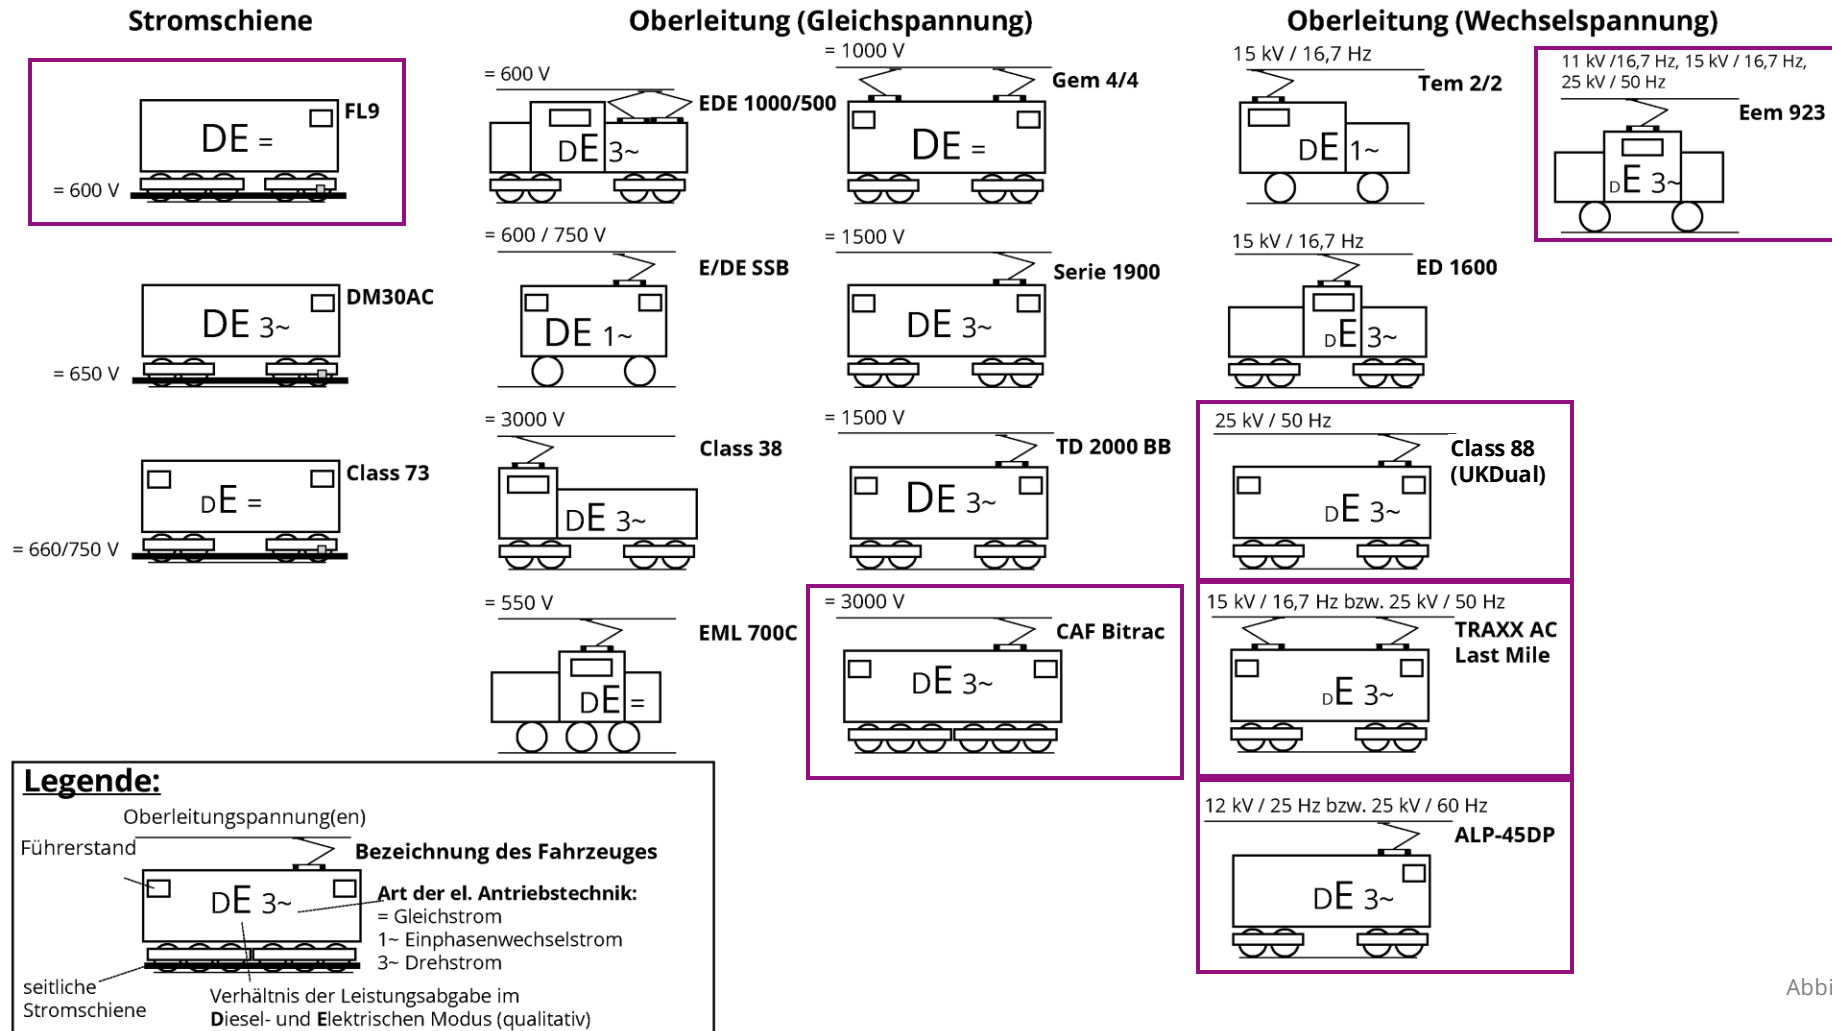 Stromschiene
FL9
DE =
= 600 V
DM30AC
DE 3~
= 650 V
Class 73
DE =
= 660/750 V
Oberleitung (Gleichspannung)
= 600 V
EDE 1000/500
DE 3~
= 1000 V
Gem 4/4
DE =
= 600 / 750 V
E/DE SSB
DE 1~
= 1500 V
Serie 1900
DE 3~
= 3000 V
Class 38
DE 3~
= 1500 V
TD 2000 BB
DE 3~
= 550 V
EML 700C
DE =
= 3000 V
CAF Bitrac
DE 3~
Oberleitung (Wechselspannung)
15 kV / 16,7 Hz
Tem 2/2
DE 1~
11 kV /16,7 Hz, 15 kV / 16,7 Hz,
25 kV / 50 Hz
Eem 923
DE 3~
15 kV / 16,7 Hz
ED 1600
DE 3~
25 kV / 50 Hz
Class 88
(UKDual)
DE 3~
15 kV / 16,7 Hz bzw. 25 kV / 50 Hz
TRAXX AC
Last Mile
DE 3~
12 kV / 25 Hz bzw. 25 kV / 60 Hz
ALP-45DP
DE 3~
Legende:
Oberleitungspannung(en)
Führerstand
Bezeichnung des Fahrzeuges
DE 3~
Art der el. Antriebstechnik:
= Gleichstrom
1~ Einphasenwechselstrom
3~ Drehstrom
seitliche
Stromschiene
Verhältnis der Leistungsabgabe im
Diesel- und Elektrischen Modus (qualitativ)
Abbi